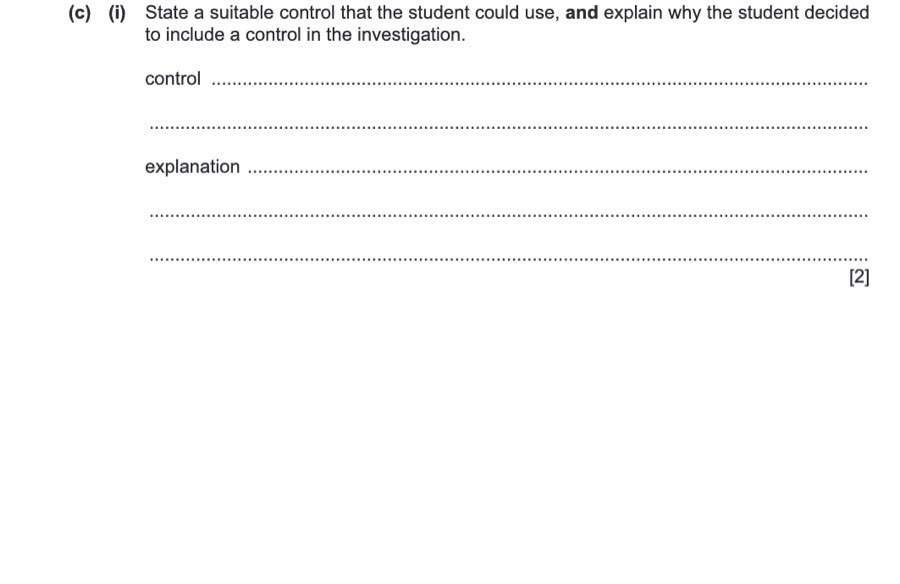 (c) (i) State a suitable control that the student could use, and explain why the student decided
to include a control in the investigation.
control ....................................................................................................................................
....................................................................................................................................
explanation ....................................................................................................................................
....................................................................................................................................
....................................................................................................................................
[2]